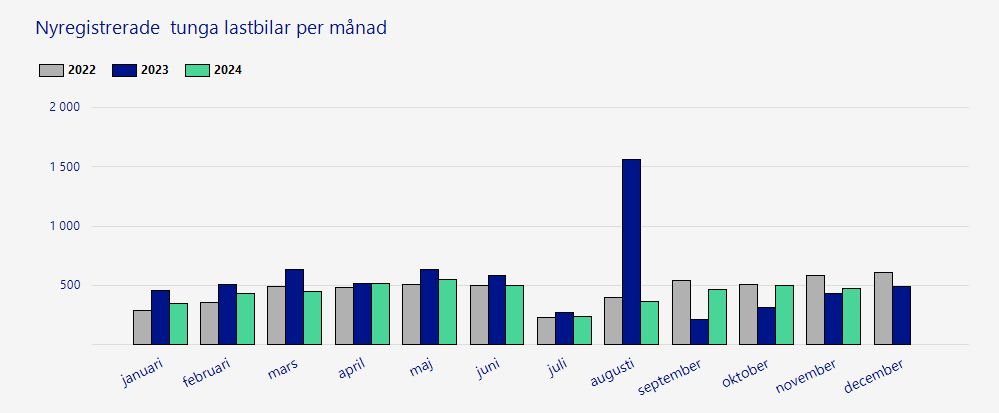 Nyregistrerade  tunga lastbilar per månad
2022 2023 2024
2 000
1 500
1 000
500
januari februari mars april maj juni juli augusti september oktober november december